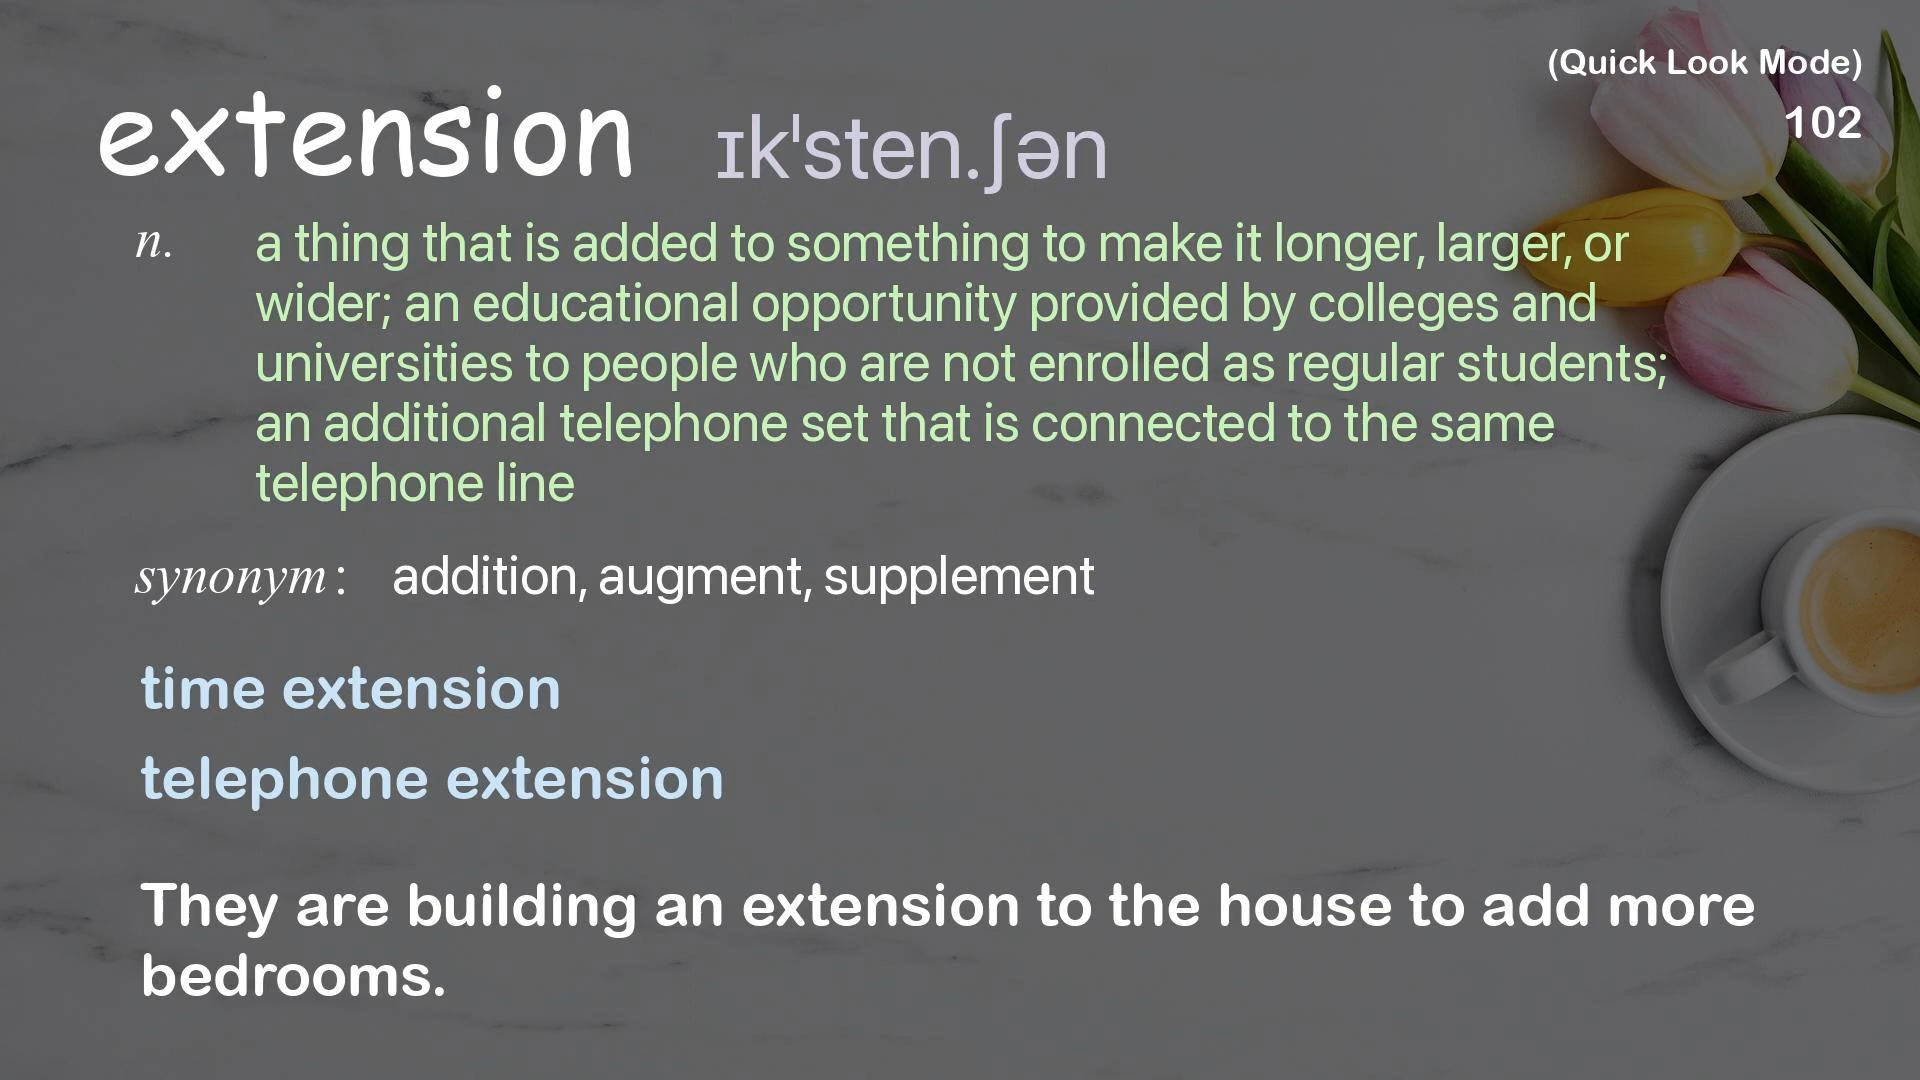 (Quick Look Mode)
102
extension ɪk'sten.ʃən
n. a thing that is added to something to make it longer, larger, or
wider; an educational opportunity provided by colleges and
universities to people who are not enrolled as regular students;
an additional telephone set that is connected to the same
telephone line
synonym: addition, augment, supplement
time extension
telephone extension
They are building an extension to the house to add more
bedrooms.